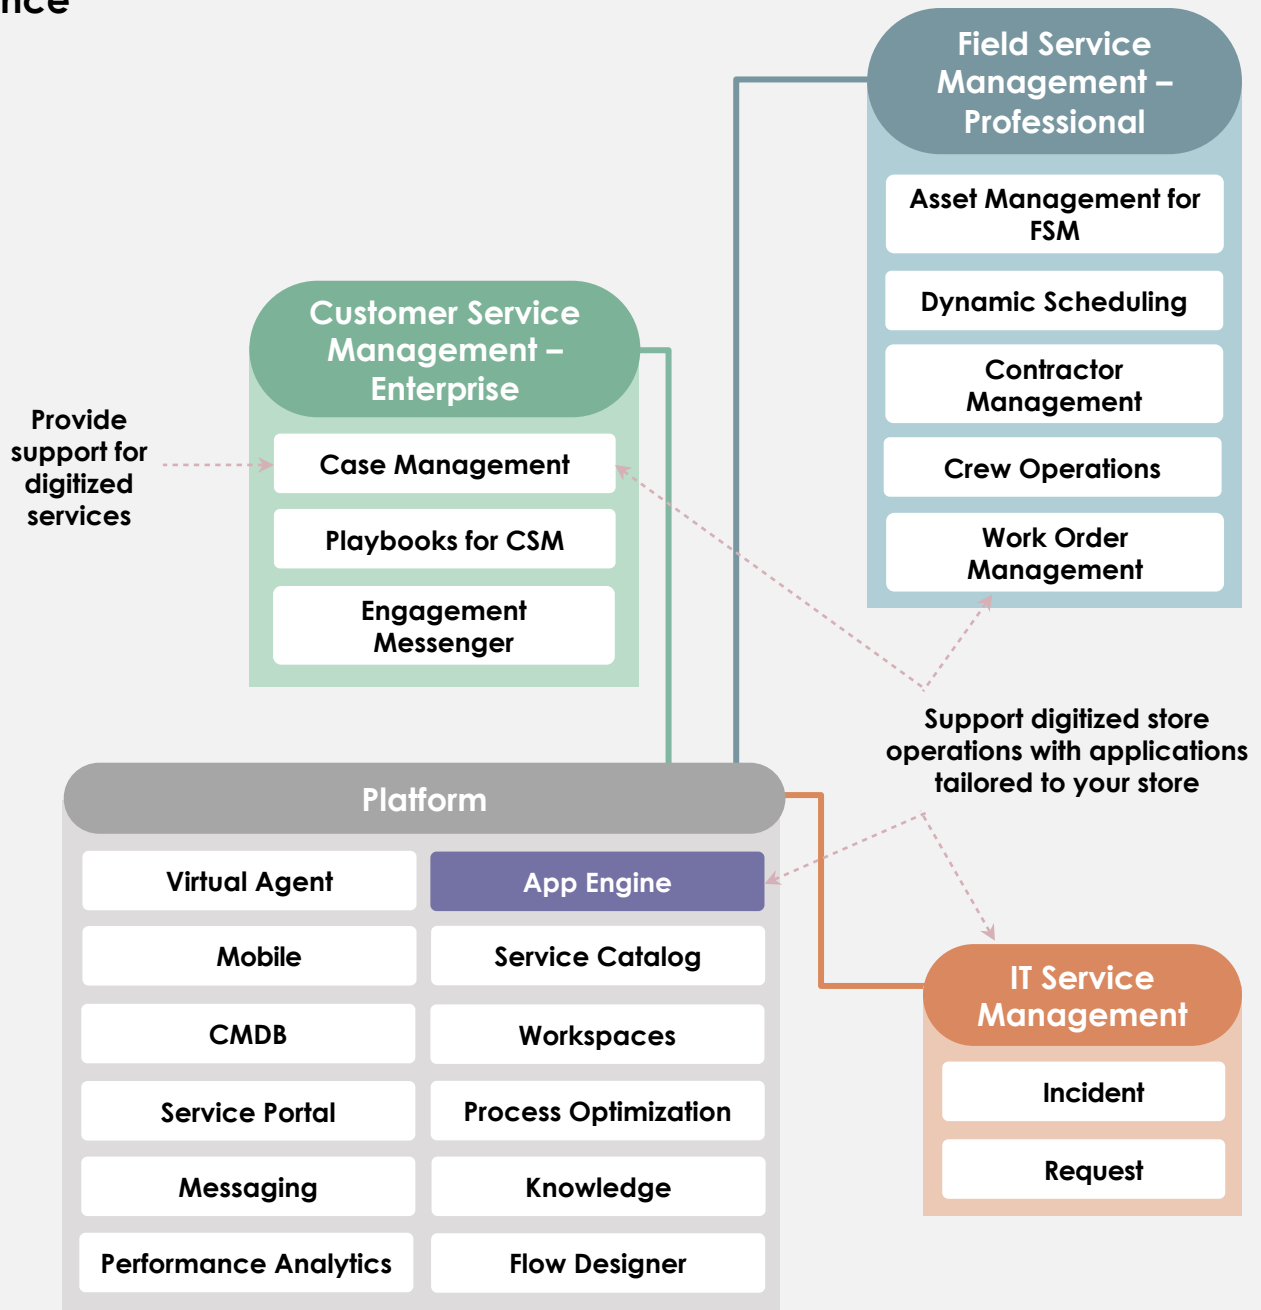 Field Service
Management –
Professional
Asset Management for
FSM
Dynamic Scheduling
Contractor
Management
Crew Operations
Work Order
Management
Customer Service
Management –
Enterprise
Case Management
Playbooks for CSM
Engagement
Messenger
Provide
support for
digitized
services
Support digitized store
operations with applications
tailored to your store
Platform
Virtual Agent
App Engine
Mobile
Service Catalog
CMDB
Workspaces
Service Portal
Process Optimization
Messaging
Knowledge
Performance Analytics
Flow Designer
IT Service
Management
Incident
Request